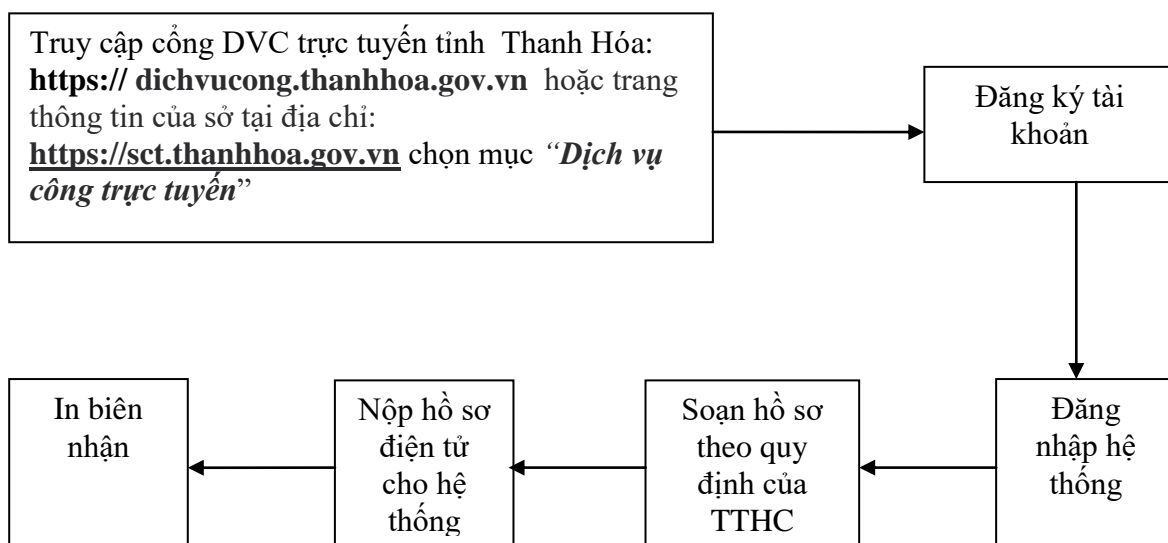 Truy cập cổng DVC trực tuyến tỉnh Thanh Hóa:
https:// dichvucong.thanhhoa.gov.vn hoặc trang
thông tin của sở tại địa chỉ:
https://sct.thanhhoa.gov.vn chọn mục “Dịch vụ
công trực tuyến”
Đăng ký tài
khoản
Đăng
nhập hệ
thống
Soạn hồ sơ
theo quy
định của
TTHC
Nộp hồ sơ
điện tử
cho hệ
thống
In biên
nhận